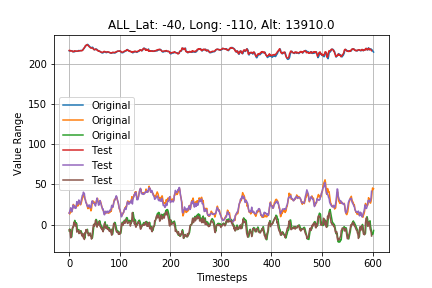 ALL_Lat: -40, Long: -110, Alt: 13910.0
Value Range
200
150
100
50
0
Original
Original
Original
Test
Test
Test
0 100 200 300 400 500 600
Timesteps